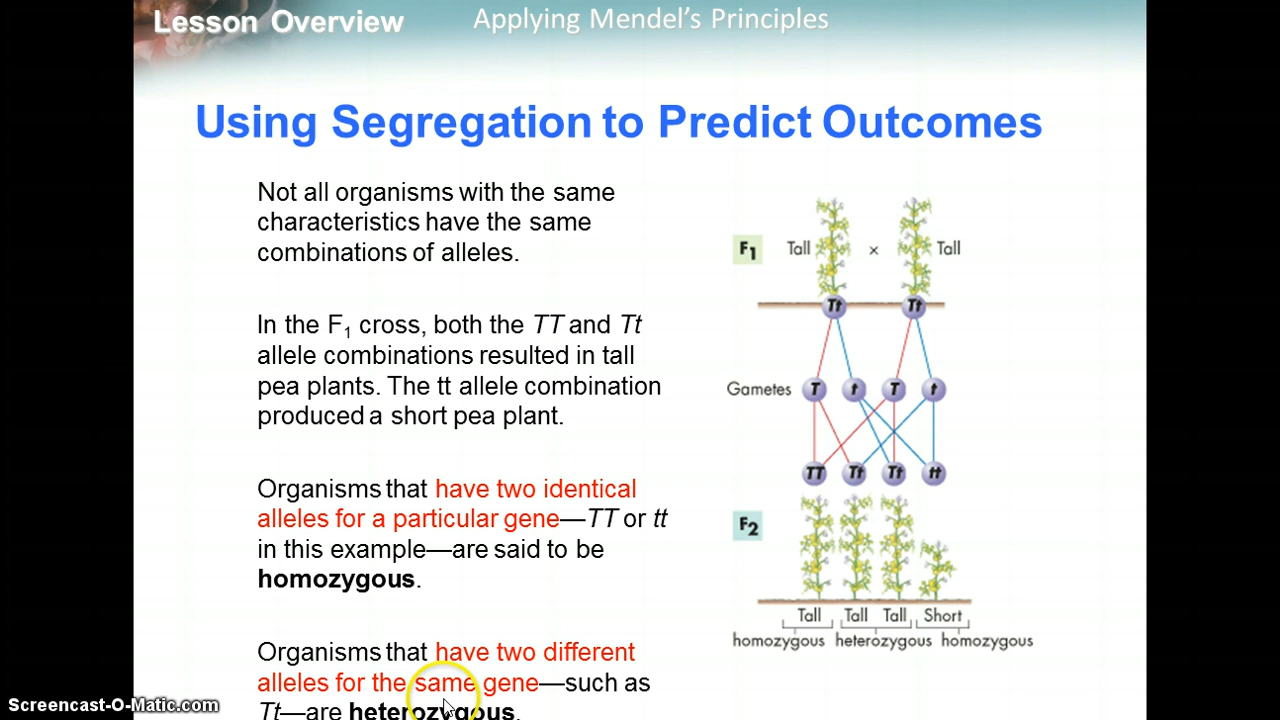 Lesson Overview Applying Mendel's Principles
Using Segregation to Predict Outcomes
Not all organisms with the same
characteristics have the same
combinations of alleles.
In the F1 cross, both the TT and Tt
allele combinations resulted in tall
pea plants. The tt allele combination
produced a short pea plant.
Organisms that have two identical
alleles for a particular gene—TT or tt
in this example—are said to be
homozygous.
Organisms that have two different
alleles for the same gene—such as
Tt—are heterozygous.
F1 Tall x Tall
Tt Tt
Gametes T t T t
TT Tt Tt tt
F2
Tall Tall Tall Short
homozygous heterozygous homozygous
Screencast-O-Matic.com